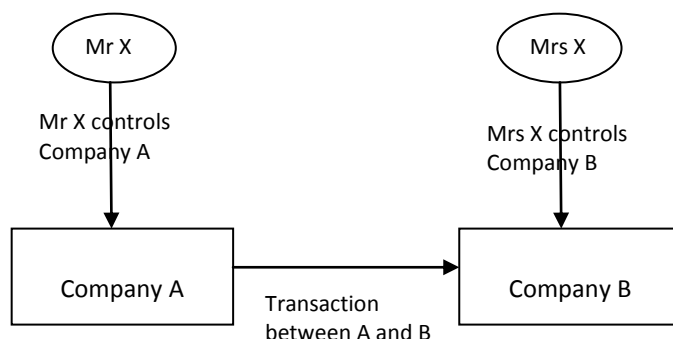 Mr X
Mrs X
Mr X controls
Company A
Mrs X controls
Company B
Company A
Company B
Transaction
between A and B